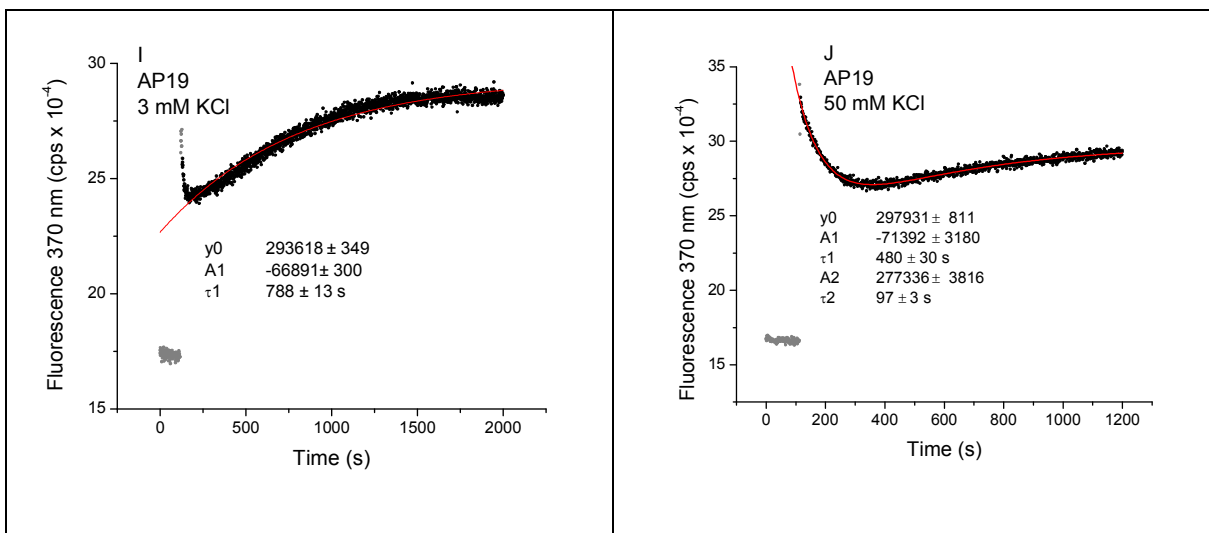 I
AP19
3 mM KCl
Fluorescence 370 nm (cps x 10⁻⁴)
30
25
20
15
y0 293618 ± 349
A1 -66891± 300
τ1 788 ± 13 s
0 500 1000 1500 2000
Time (s)
J
AP19
50 mM KCl
Fluorescence 370 nm (cps x 10⁻⁴)
35
30
25
20
15
y0 297931 ± 811
A1 -71392 ± 3180
τ1 480 ± 30 s
A2 277336 ± 3816
τ2 97 ± 3 s
0 200 400 600 800 1000 1200
Time (s)